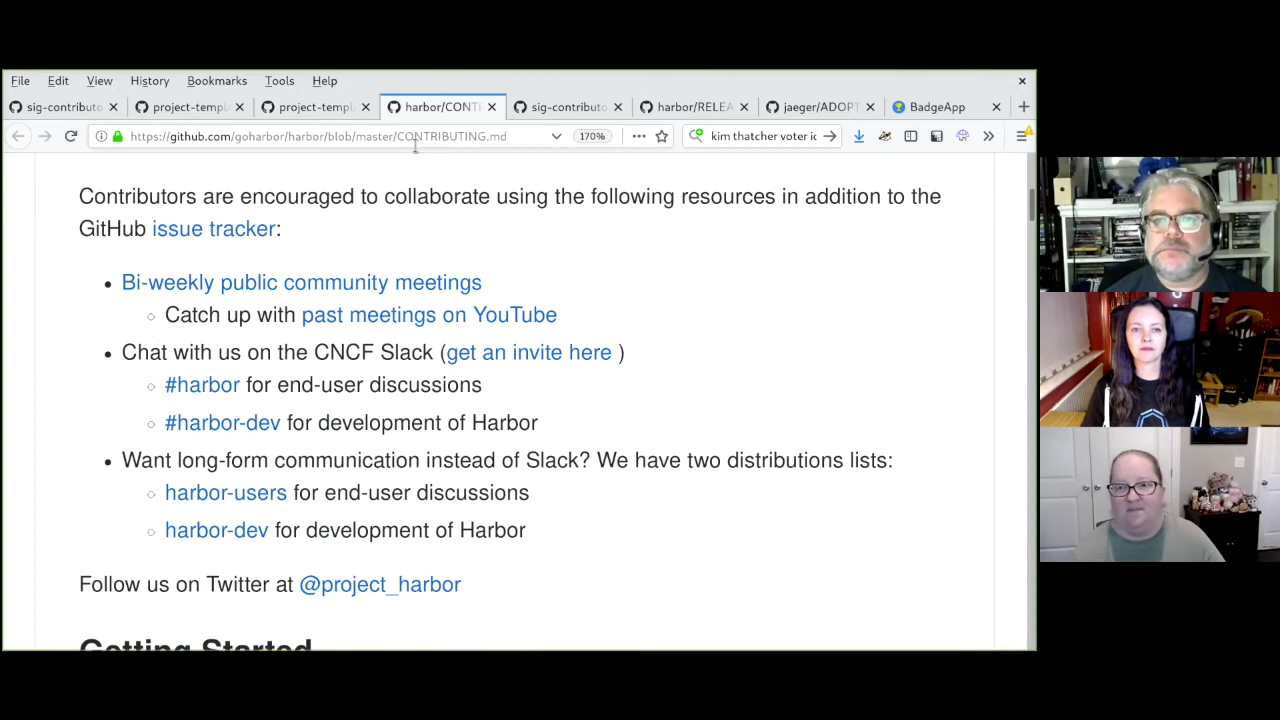 File Edit View History Bookmarks Tools Help
sig-contributo project-templ project-templ harbor/CONTI sig-contributo harbor/RELEA jaeger/ADOPT BadgeApp
https://github.com/goharbor/harbor/blob/master/CONTRIBUTING.md 170% kim thatcher voter ic
Contributors are encouraged to collaborate using the following resources in addition to the
GitHub issue tracker:
Bi-weekly public community meetings
Catch up with past meetings on YouTube
Chat with us on the CNCF Slack (get an invite here )
#harbor for end-user discussions
#harbor-dev for development of Harbor
Want long-form communication instead of Slack? We have two distributions lists:
harbor-users for end-user discussions
harbor-dev for development of Harbor
Follow us on Twitter at @project_harbor
Getting Started